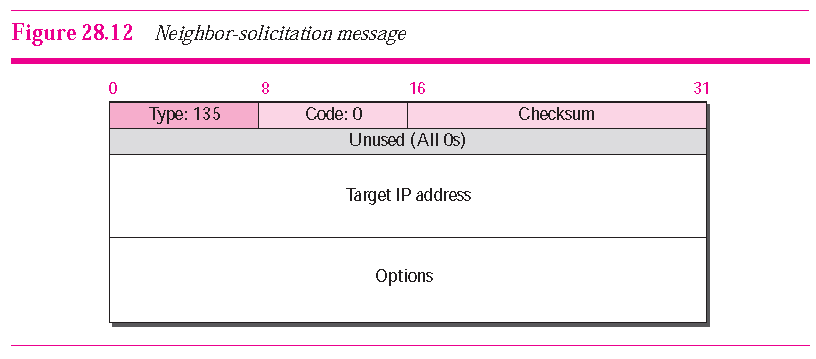 Figure 28.12 Neighbor-solicitation message
0 8 16 31
Type: 135 Code: 0 Checksum
Unused (All 0s)
Target IP address
Options